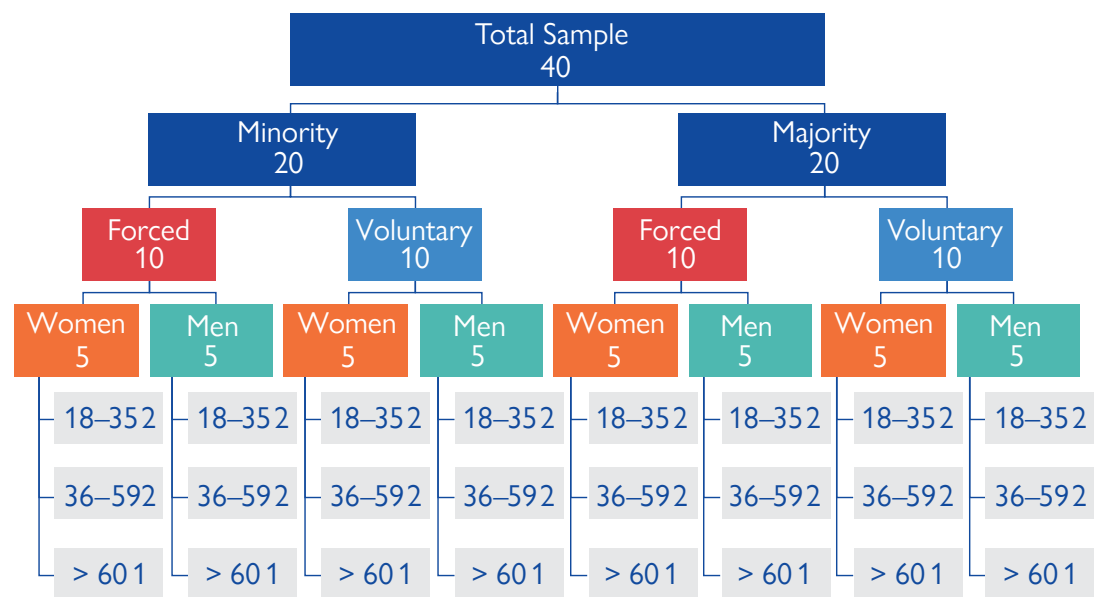 Total Sample
40
Minority
20
Majority
20
Forced
10
Voluntary
10
Forced
10
Voluntary
10
Women
5
Men
5
Women
5
Men
5
Women
5
Men
5
Women
5
Men
5
18–35 2
18–35 2
18–35 2
18–35 2
18–35 2
18–35 2
18–35 2
18–35 2
36–59 2
36–59 2
36–59 2
36–59 2
36–59 2
36–59 2
36–59 2
36–59 2
> 60 1
> 60 1
> 60 1
> 60 1
> 60 1
> 60 1
> 60 1
> 60 1